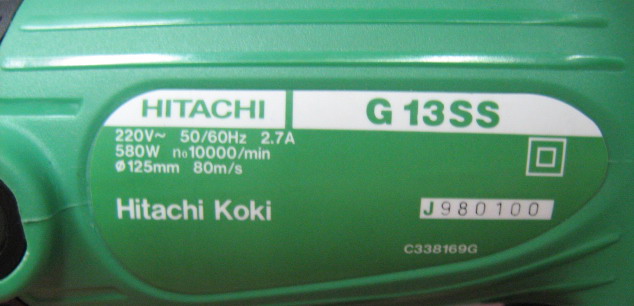 HITACHI G 13SS
220V~ 50/60Hz 2.7A
580W n₀10000/min
Ø125mm 80m/s
Hitachi Koki J980100
C338169G